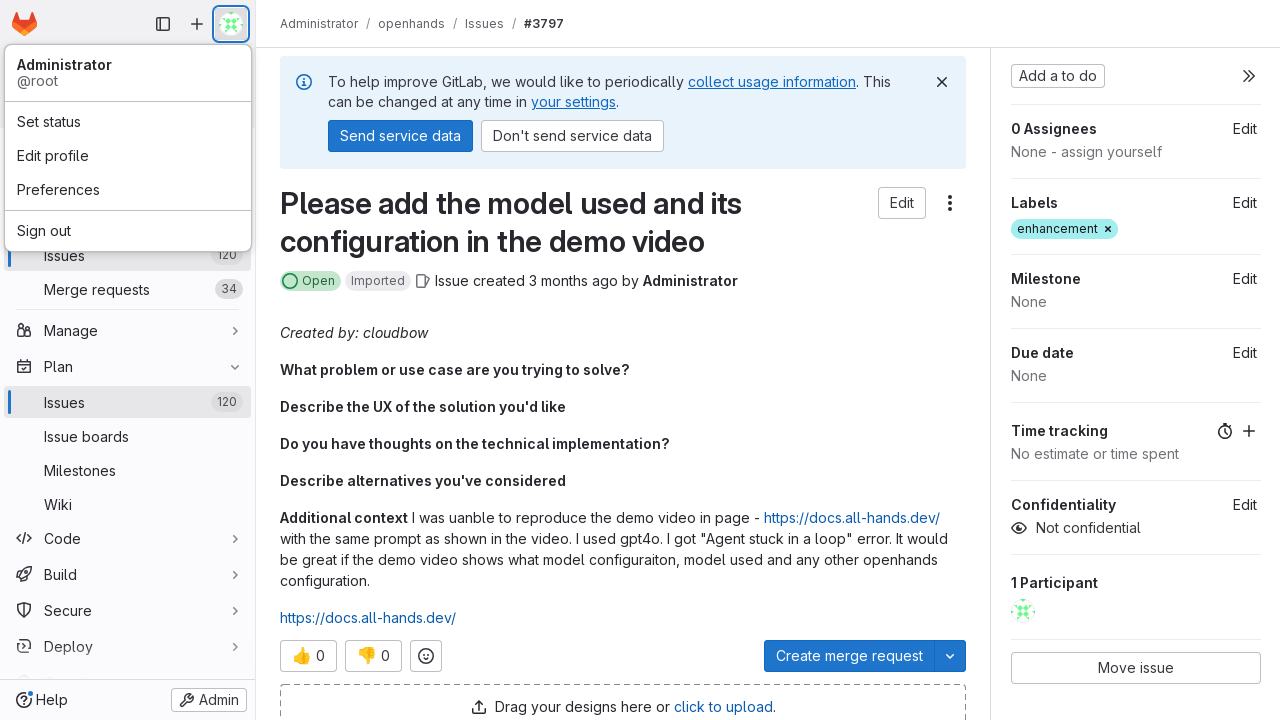 Administrator / openhands / Issues / #3797
Administrator
@root
Set status
Edit profile
Preferences
Sign out
Issues 120
Merge requests 34
Manage
Plan
Issues 120
Issue boards
Milestones
Wiki
Code
Build
Secure
Deploy
Help
Admin
To help improve GitLab, we would like to periodically collect usage information. This
can be changed at any time in your settings.
Send service data
Don't send service data
Please add the model used and its
configuration in the demo video
Edit
Open
Imported
Issue created 3 months ago by Administrator
Created by: cloudbow
What problem or use case are you trying to solve?
Describe the UX of the solution you'd like
Do you have thoughts on the technical implementation?
Describe alternatives you've considered
Additional context I was uanble to reproduce the demo video in page - https://docs.all-hands.dev/
with the same prompt as shown in the video. I used gpt4o. I got "Agent stuck in a loop" error. It would
be great if the demo video shows what model configuraiton, model used and any other openhands
configuration.
https://docs.all-hands.dev/
👍 0
👎 0
Create merge request
Drag your designs here or click to upload.
Add a to do
0 Assignees Edit
None - assign yourself
Labels Edit
enhancement
Milestone Edit
None
Due date Edit
None
Time tracking
No estimate or time spent
Confidentiality Edit
Not confidential
1 Participant
Move issue